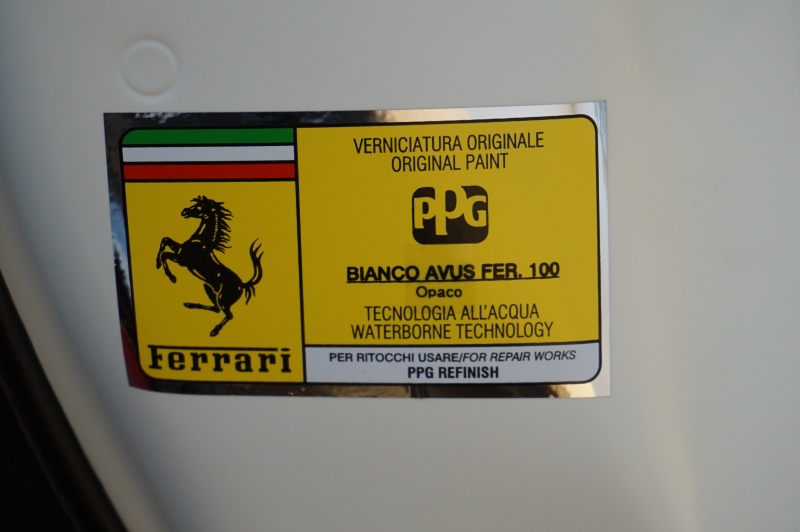 VERNICIATURA ORIGINALE
ORIGINAL PAINT
PPG
BIANCO AVUS FER. 100
Opaco
TECNOLOGIA ALL'ACQUA
WATERBORNE TECHNOLOGY
Ferrari
PER RITOCCHI USARE/FOR REPAIR WORKS
PPG REFINISH